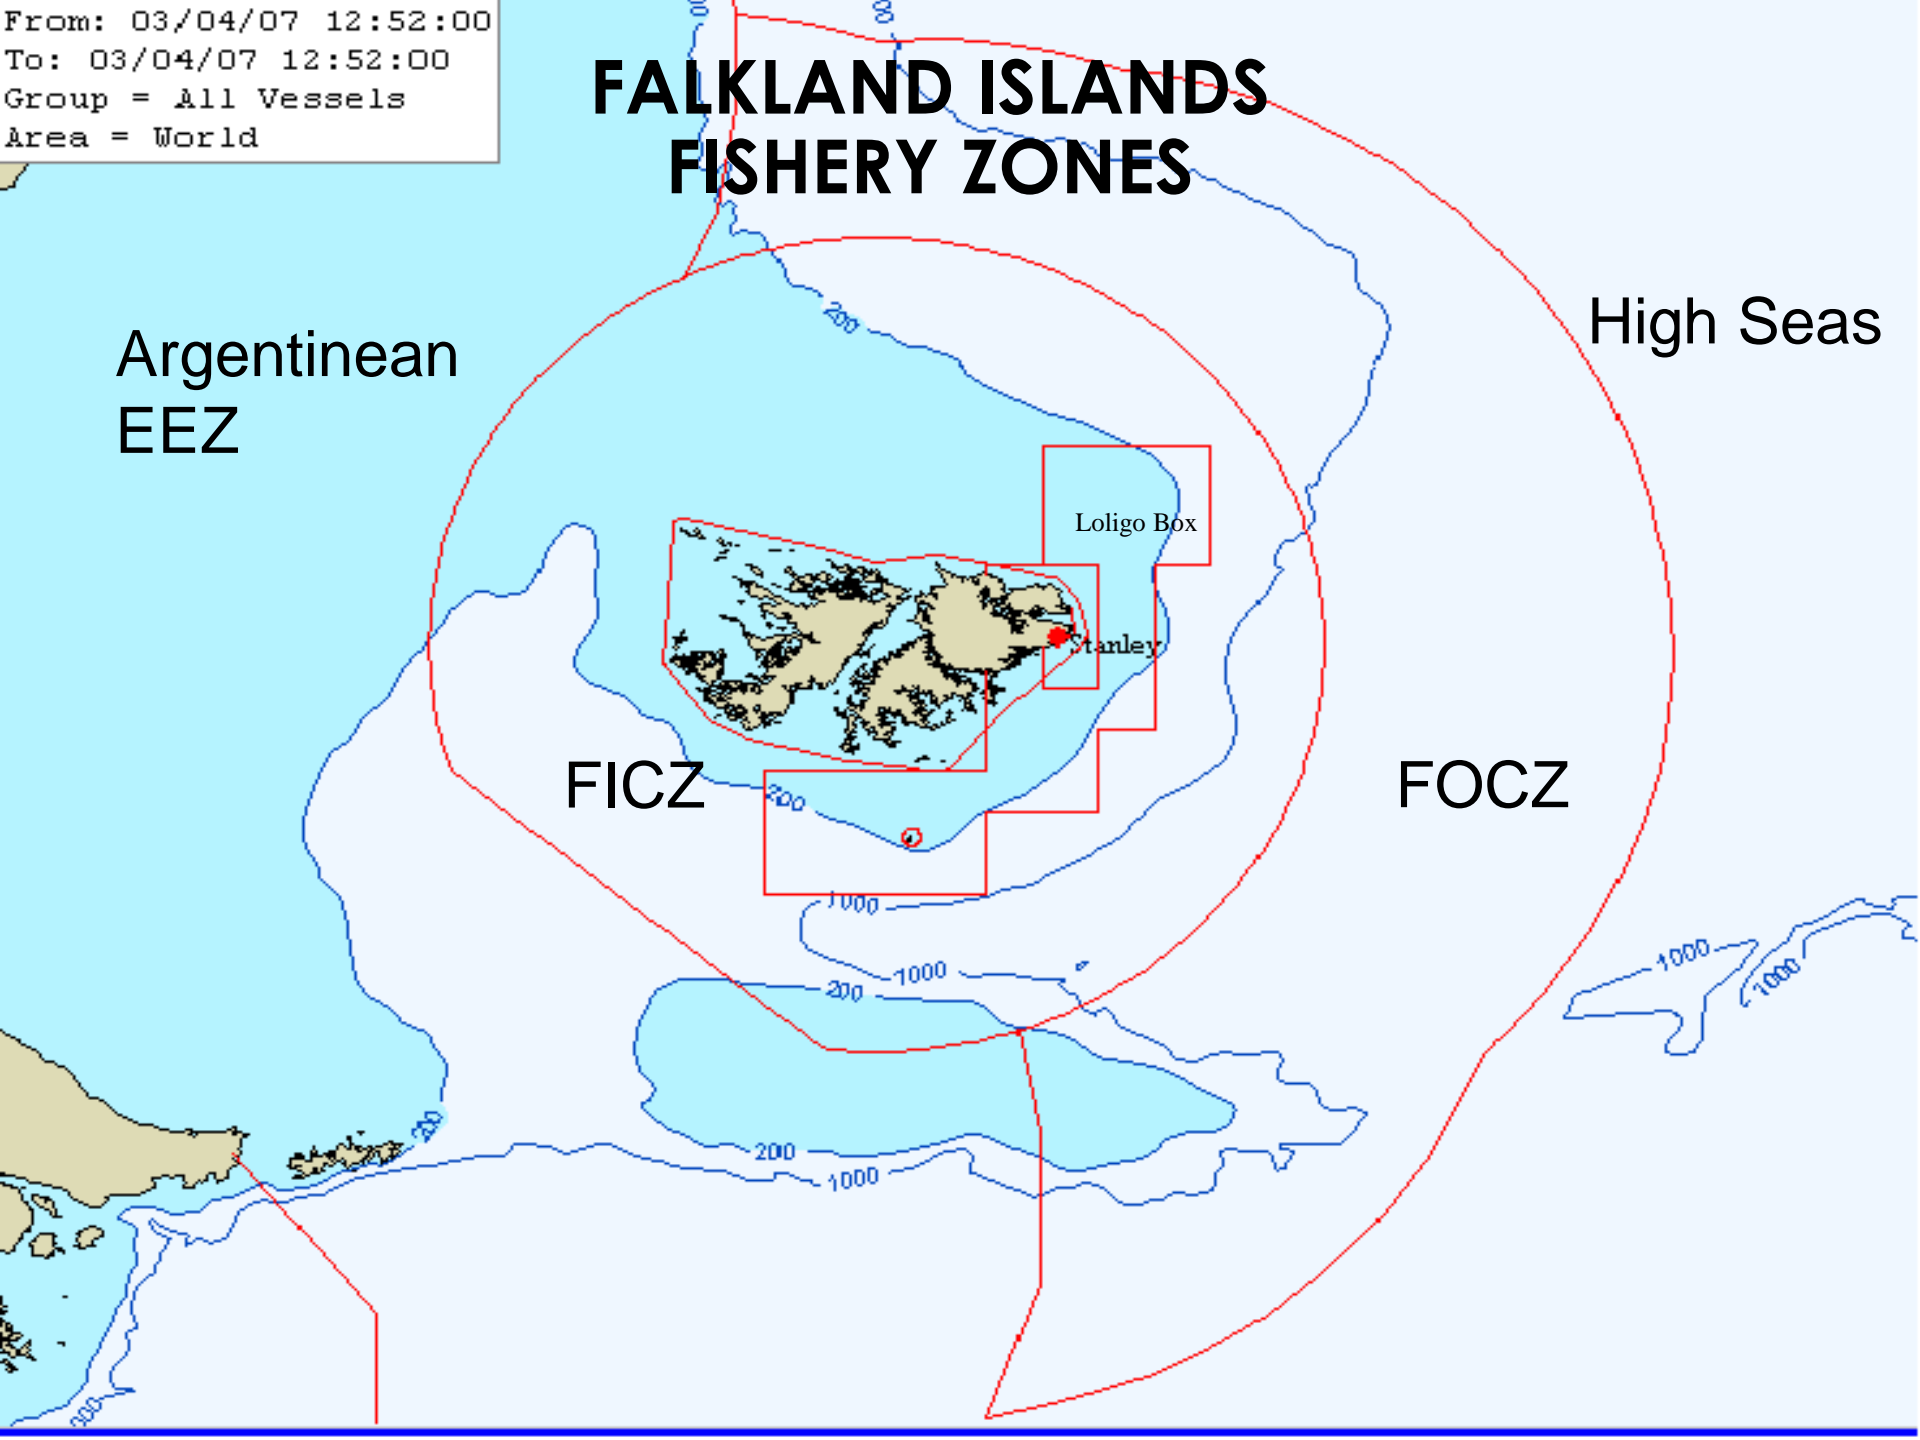 From: 03/04/07 12:52:00
To: 03/04/07 12:52:00
Group = All Vessels
Area = World
FALKLAND ISLANDS
FISHERY ZONES
High Seas
Argentinean
EEZ
200
Loligo Box
Stanley
FICZ
FOCZ
200
1000
1000
200
1000
1000
200
200
1000